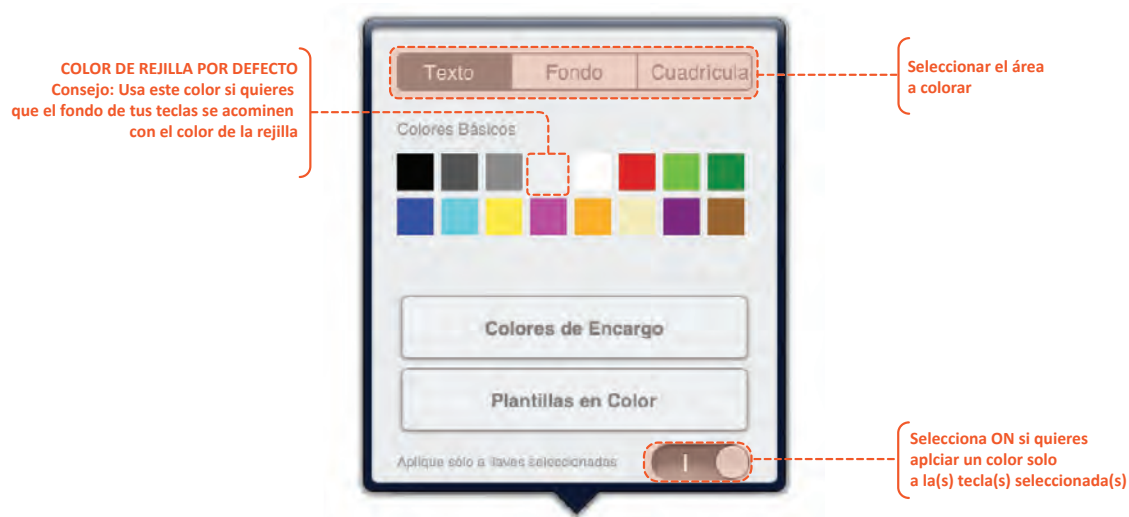 COLOR DE REJILLA POR DEFECTO
Consejo: Usa este color si quieres
que el fondo de tus teclas se acominen
con el color de la rejilla
Texto Fondo Cuadrícula
Seleccionar el área
a colorar
Colores Básicos
Colores de Encargo
Plantillas en Color
Aplique sólo a llaves seleccionadas
Selecciona ON si quieres
aplciar un color solo
a la(s) tecla(s) seleccionada(s)